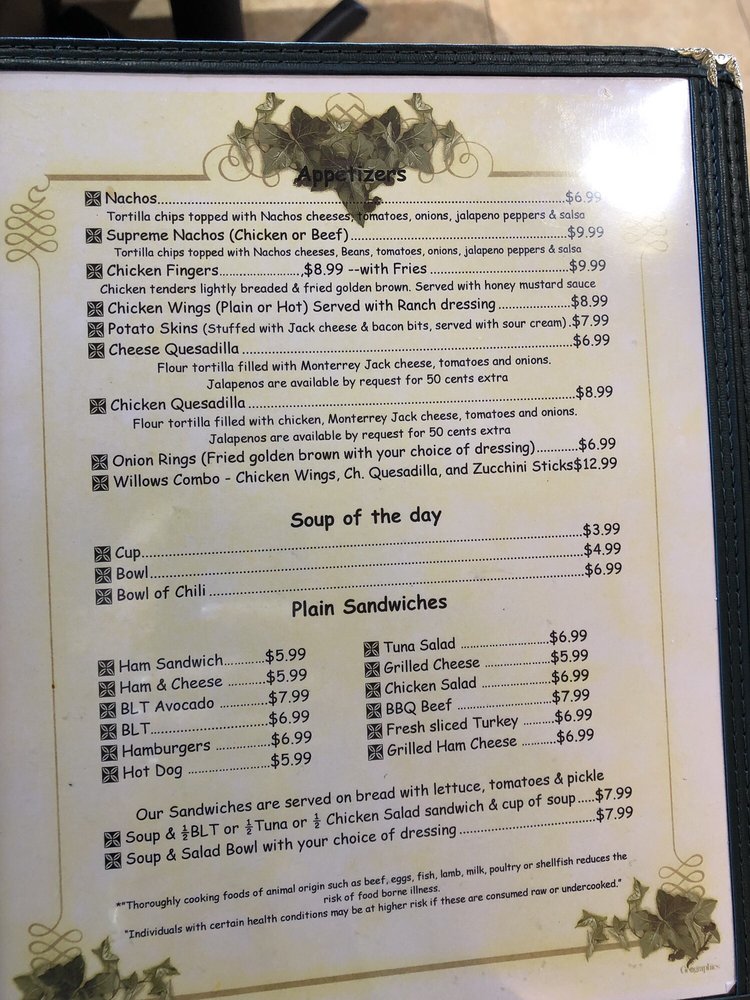 Appetizers
Nachos..........$6.99
Tortilla chips topped with Nachos cheeses, tomatoes, onions, jalapeno peppers & salsa
Supreme Nachos (Chicken or Beef)..........$9.99
Tortilla chips topped with Nachos cheeses, Beans, tomatoes, onions, jalapeno peppers & salsa
Chicken Fingers..........$8.99 --with Fries..........$9.99
Chicken tenders lightly breaded & fried golden brown. Served with honey mustard sauce
Chicken Wings (Plain or Hot) Served with Ranch dressing..........$8.99
Potato Skins (Stuffed with Jack cheese & bacon bits, served with sour cream).$7.99
Cheese Quesadilla..........$6.99
Flour tortilla filled with Monterrey Jack cheese, tomatoes and onions.
Jalapenos are available by request for 50 cents extra
Chicken Quesadilla..........$8.99
Flour tortilla filled with chicken, Monterrey Jack cheese, tomatoes and onions.
Jalapenos are available by request for 50 cents extra
Onion Rings (Fried golden brown with your choice of dressing)..........$6.99
Willows Combo - Chicken Wings, Ch. Quesadilla, and Zucchini Sticks$12.99
Soup of the day
Cup..........$3.99
Bowl..........$4.99
Bowl of Chili..........$6.99
Plain Sandwiches
Ham Sandwich..........$5.99
Ham & Cheese..........$5.99
BLT Avocado..........$7.99
BLT..........$6.99
Hamburgers..........$6.99
Hot Dog..........$5.99
Tuna Salad..........$6.99
Grilled Cheese..........$5.99
Chicken Salad..........$6.99
BBQ Beef..........$7.99
Fresh sliced Turkey..........$6.99
Grilled Ham Cheese..........$6.99
Our Sandwiches are served on bread with lettuce, tomatoes & pickle
Soup & ½BLT or ½Tuna or ½ Chicken Salad sandwich & cup of soup.....$7.99
Soup & Salad Bowl with your choice of dressing..........$7.99
*"Thoroughly cooking foods of animal origin such as beef, eggs, fish, lamb, milk, poultry or shellfish reduces the
risk of food borne illness.
"Individuals with certain health conditions may be at higher risk if these are consumed raw or undercooked."
Geographics